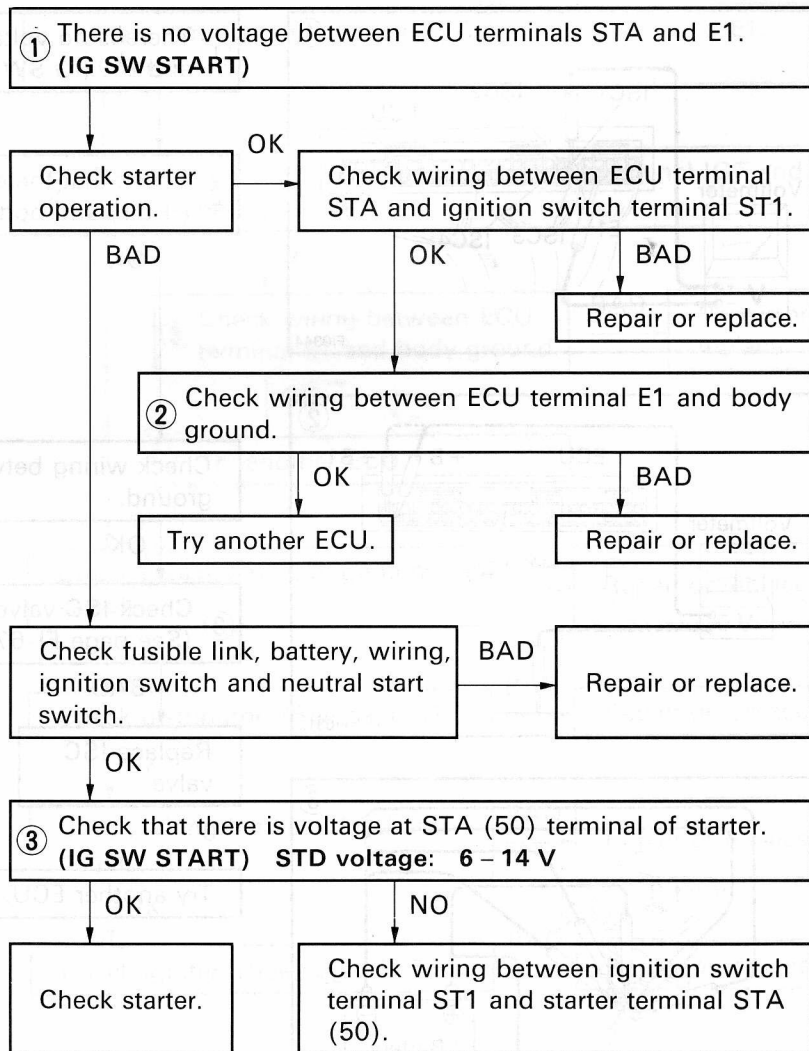 ① There is no voltage between ECU terminals STA and E1.
(IG SW START)
Check starter
operation.
OK
Check wiring between ECU terminal
STA and ignition switch terminal ST1.
BAD
OK
BAD
Repair or replace.
② Check wiring between ECU terminal E1 and body
ground.
OK
BAD
Try another ECU.
Repair or replace.
Check fusible link, battery, wiring,
ignition switch and neutral start
switch.
BAD
Repair or replace.
OK
③ Check that there is voltage at STA (50) terminal of starter.
(IG SW START) STD voltage: 6 – 14 V
OK
NO
Check starter.
Check wiring between ignition switch
terminal ST1 and starter terminal STA
(50).